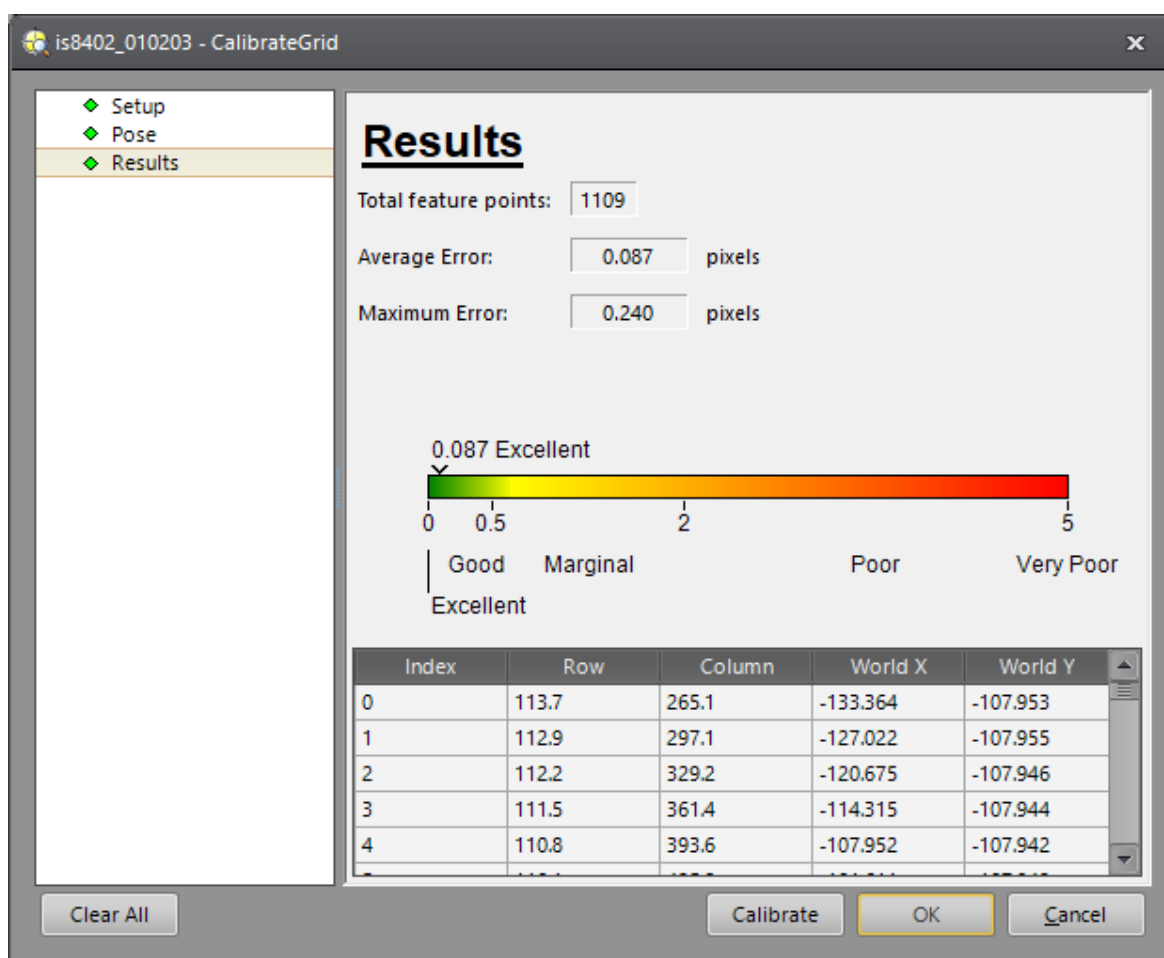 is8402_010203 - CalibrateGrid
Setup
Pose
Results
Results
Total feature points: 1109
Average Error: 0.087 pixels
Maximum Error: 0.240 pixels
0.087 Excellent
0 0.5 2 5
Good Marginal Poor Very Poor
Excellent
Index Row Column World X World Y
0 113.7 265.1 -133.364 -107.953
1 112.9 297.1 -127.022 -107.955
2 112.2 329.2 -120.675 -107.946
3 111.5 361.4 -114.315 -107.944
4 110.8 393.6 -107.952 -107.942
Clear All Calibrate OK Cancel